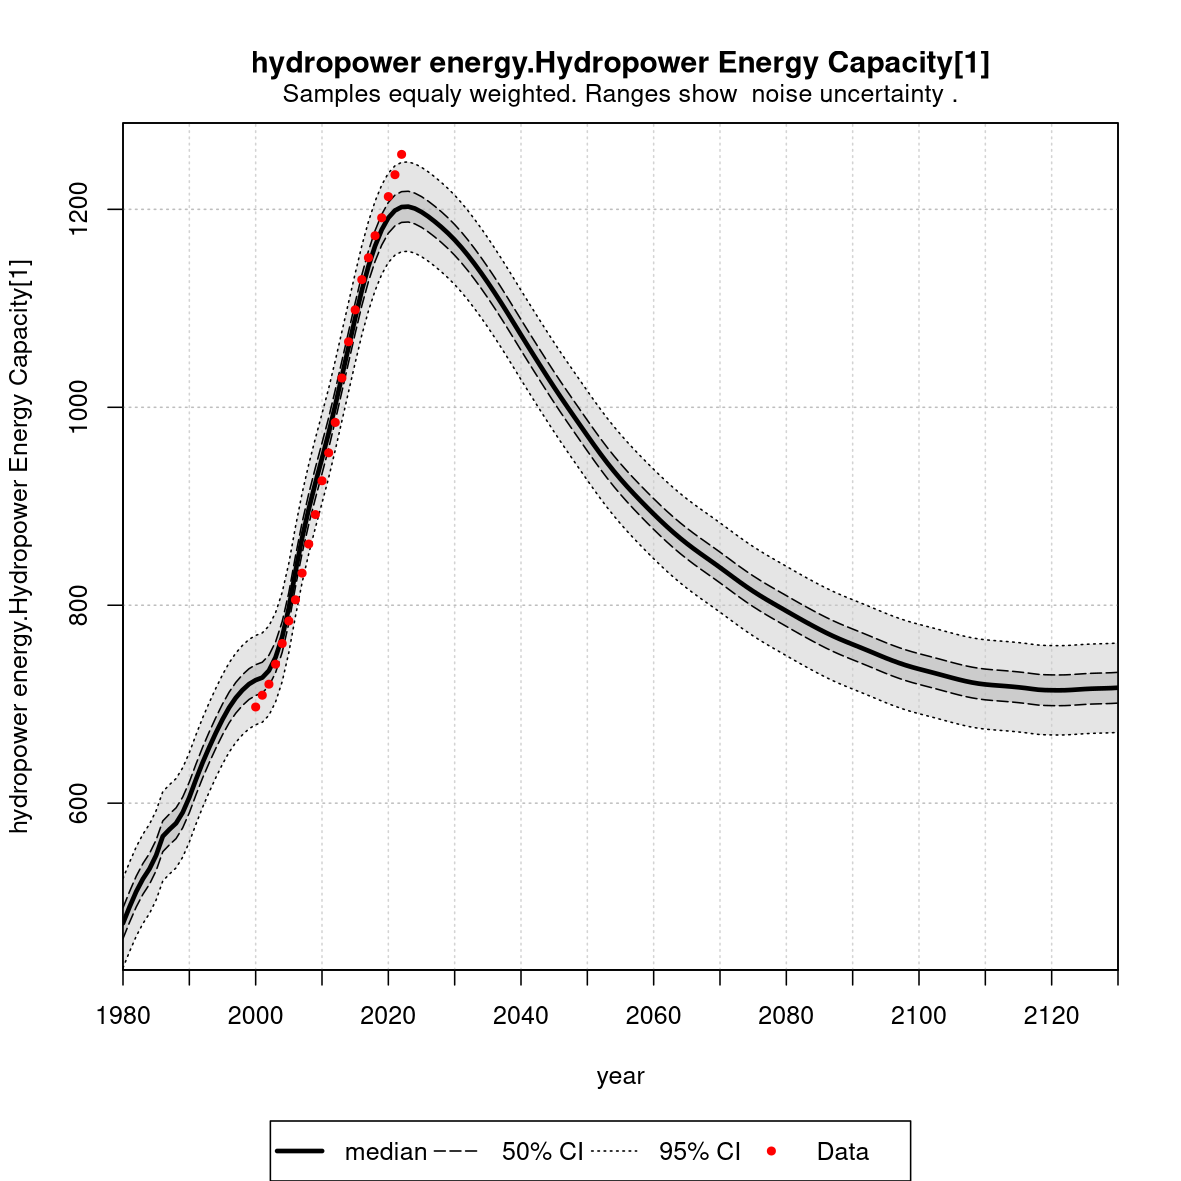 hydropower energy.Hydropower Energy Capacity[1]
Samples equaly weighted. Ranges show  noise uncertainty .
hydropower energy.Hydropower Energy Capacity[1]
1200
1000
800
600
1980 2000 2020 2040 2060 2080 2100 2120
year
median 50% CI 95% CI Data